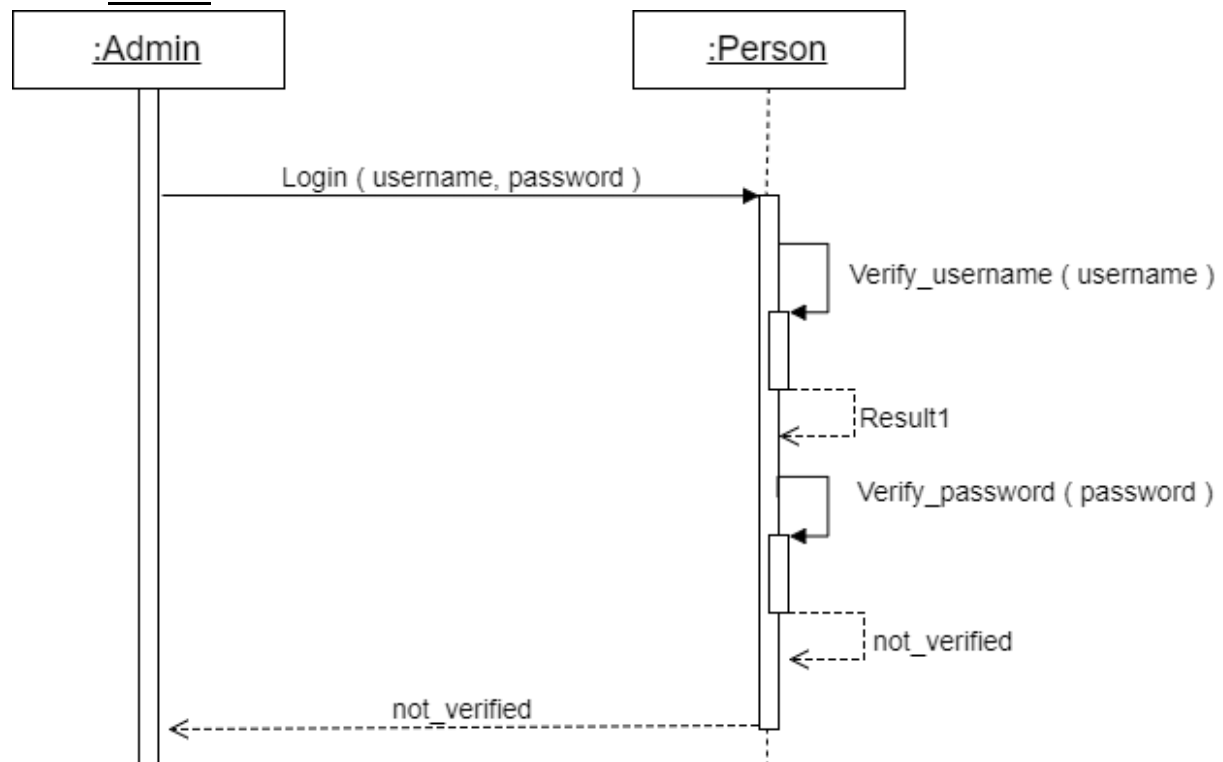 :Admin
:Person
Login ( username, password )
Verify_username ( username )
Result1
Verify_password ( password )
not_verified
not_verified